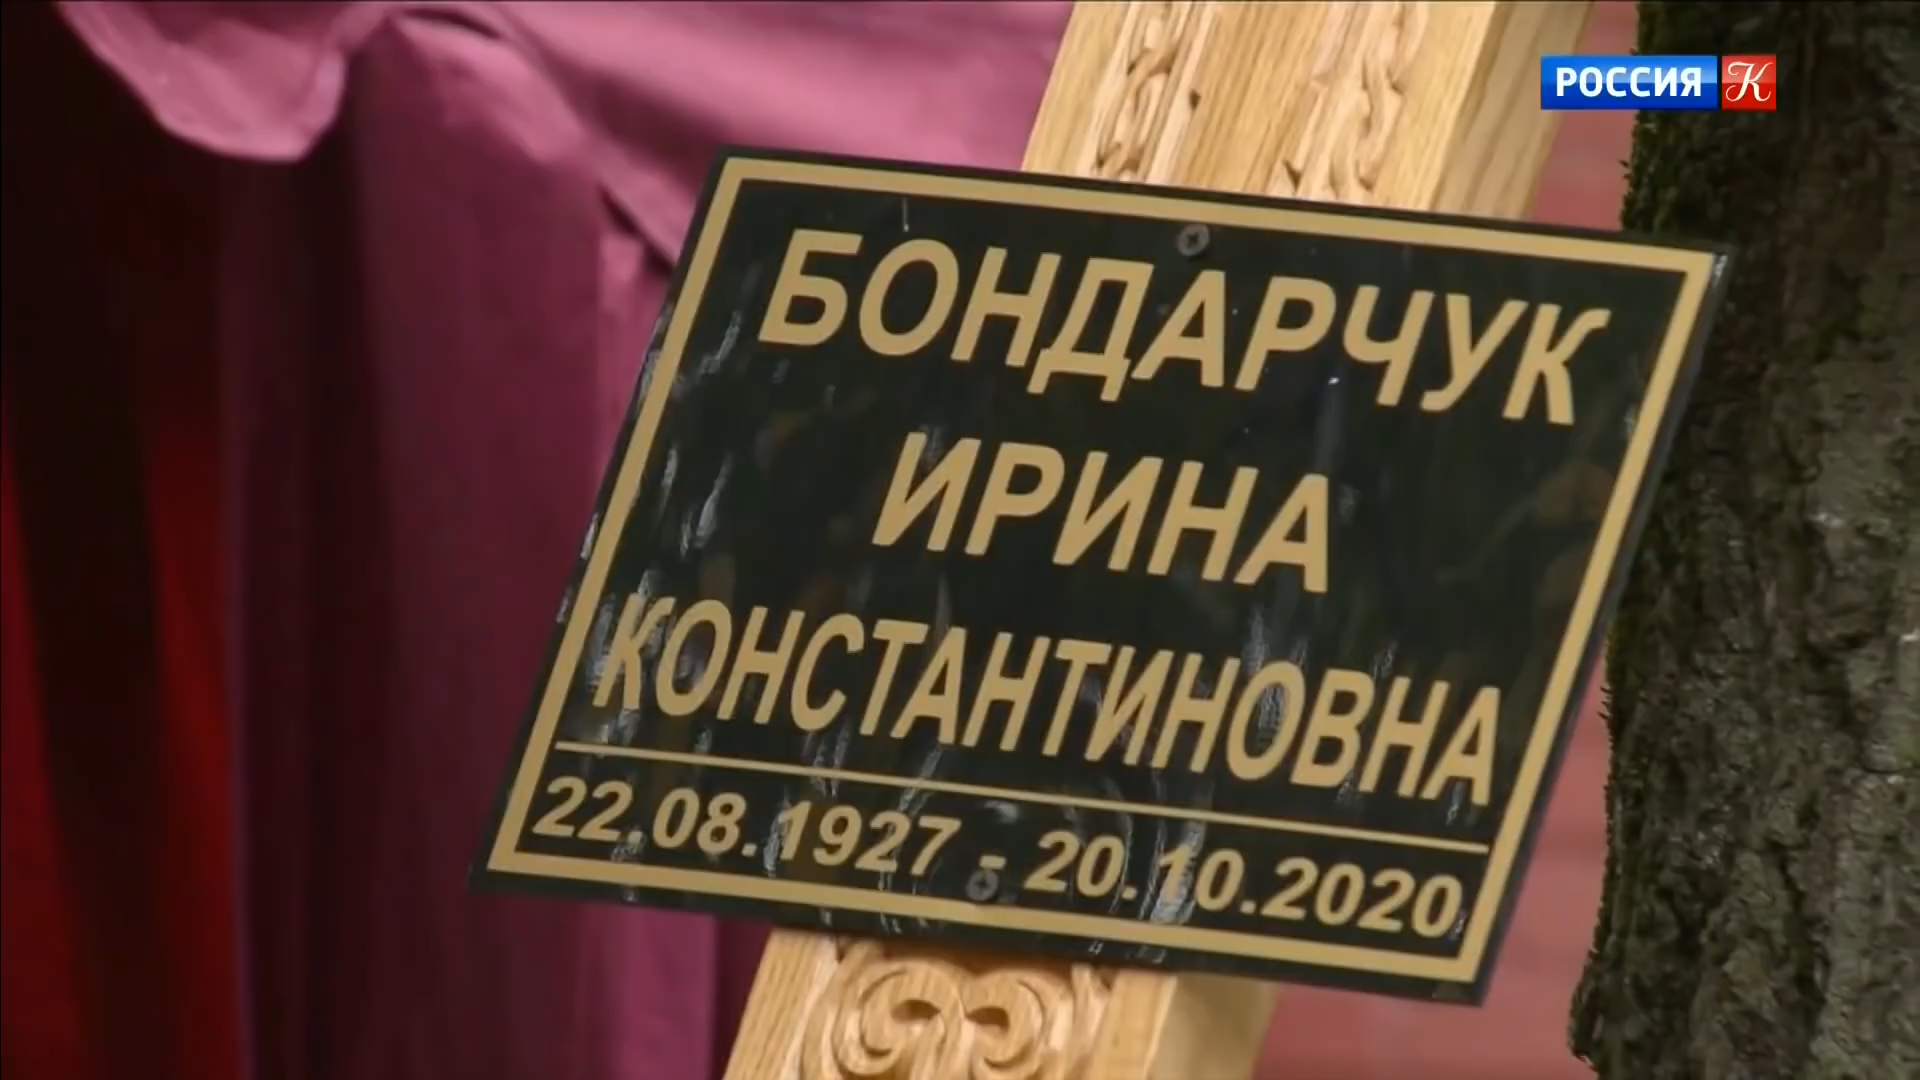 РОССИЯ К
БОНДАРЧУК
ИРИНА
КОНСТАНТИНОВНА
22.08.1927 - 20.10.2020